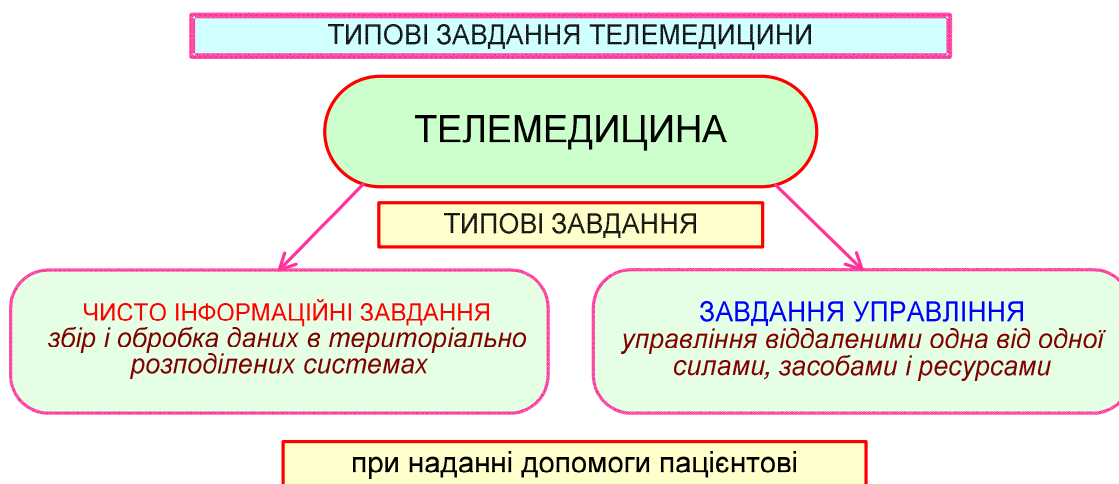 ТИПОВІ ЗАВДАННЯ ТЕЛЕМЕДИЦИНИ
ТЕЛЕМЕДИЦИНА
ТИПОВІ ЗАВДАННЯ
ЧИСТО ІНФОРМАЦІЙНІ ЗАВДАННЯ
збір і обробка даних в територіально
розподілених системах
ЗАВДАННЯ УПРАВЛІННЯ
управління віддаленими одна від одної
силами, засобами і ресурсами
при наданні допомоги пацієнтові